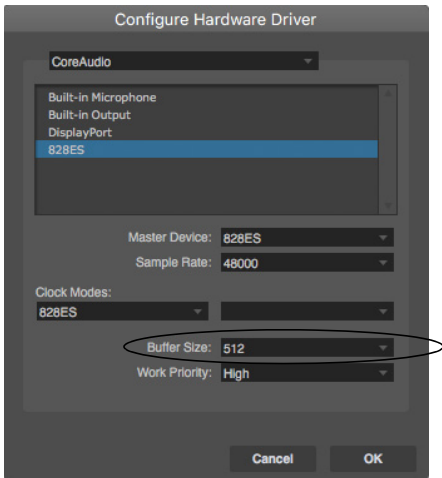 Configure Hardware Driver
CoreAudio
Built-in Microphone
Built-in Output
DisplayPort
828ES
Master Device: 828ES
Sample Rate: 48000
Clock Modes:
828ES
Buffer Size: 512
Work Priority: High
Cancel OK